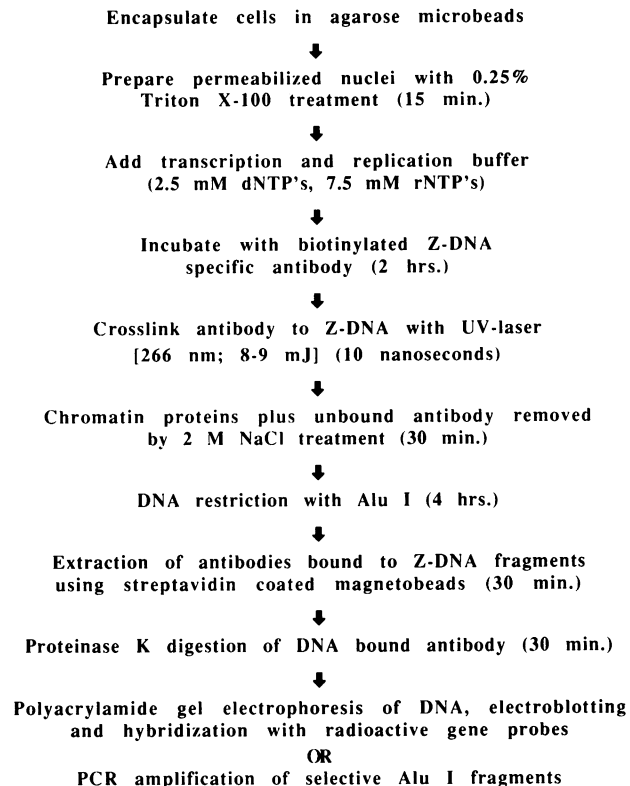 Encapsulate cells in agarose microbeads
Prepare permeabilized nuclei with 0.25%
Triton X-100 treatment (15 min.)
Add transcription and replication buffer
(2.5 mM dNTP's, 7.5 mM rNTP's)
Incubate with biotinylated Z-DNA
specific antibody (2 hrs.)
Crosslink antibody to Z-DNA with UV-laser
[266 nm; 8-9 mJ] (10 nanoseconds)
Chromatin proteins plus unbound antibody removed
by 2 M NaCl treatment (30 min.)
DNA restriction with Alu I (4 hrs.)
Extraction of antibodies bound to Z-DNA fragments
using streptavidin coated magnetobeads (30 min.)
Proteinase K digestion of DNA bound antibody (30 min.)
Polyacrylamide gel electrophoresis of DNA, electroblotting
and hybridization with radioactive gene probes
OR
PCR amplification of selective Alu I fragments